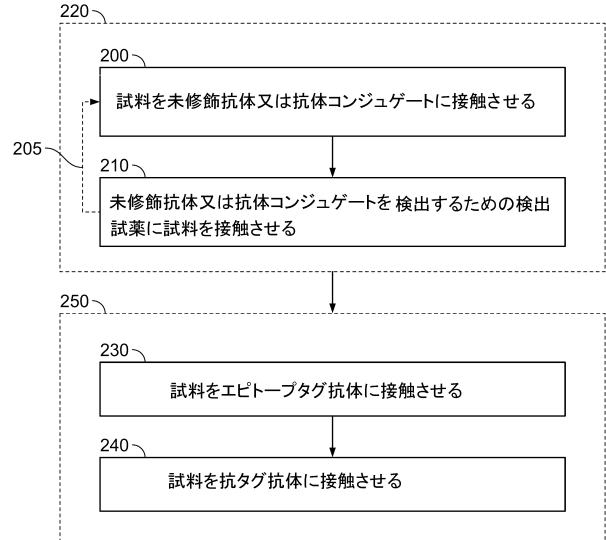 220
200
試料を未修飾抗体又は抗体コンジュゲートに接触させる
205
210
未修飾抗体又は抗体コンジュゲートを検出するための検出
試薬に試料を接触させる
250
230
試料をエピトープタグ抗体に接触させる
240
試料を抗タグ抗体に接触させる